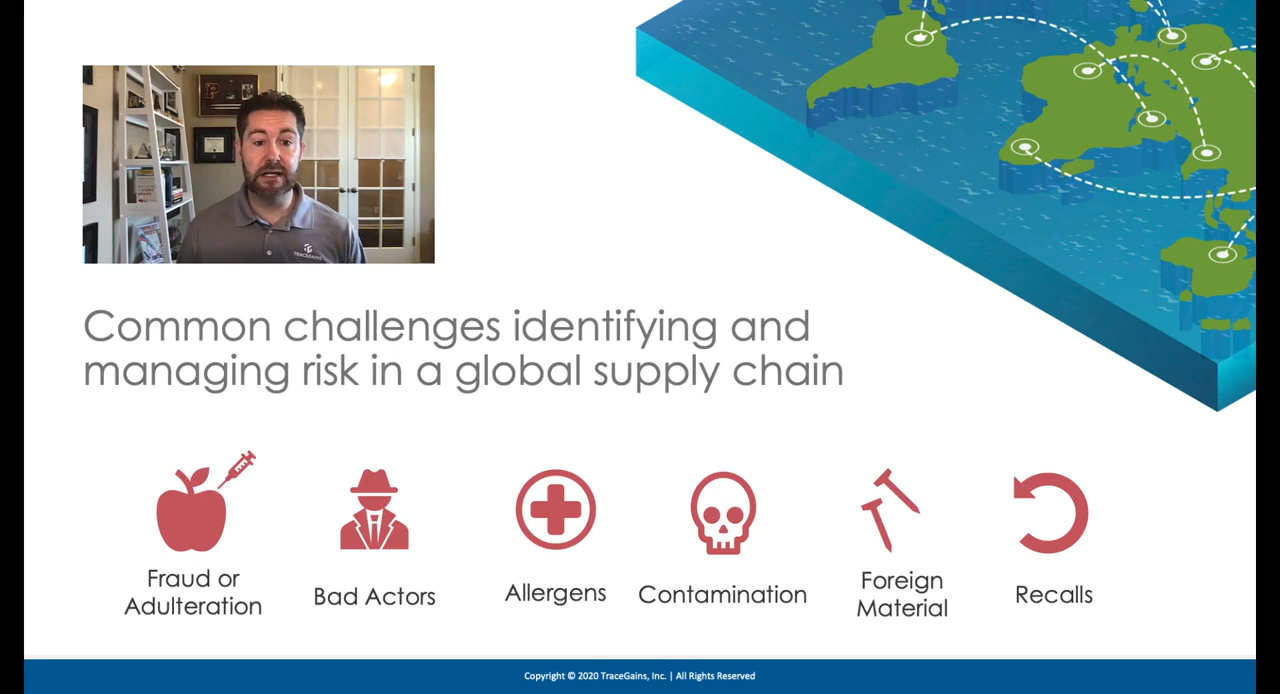 TRACEGAINS
Common challenges identifying and
managing risk in a global supply chain
Fraud or
Adulteration
Bad Actors
Allergens
Contamination
Foreign
Material
Recalls
Copyright © 2020 TraceGains, Inc. | All Rights Reserved